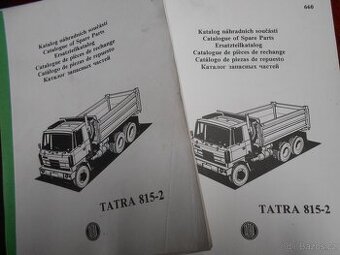 Katalog náhradních součástí
Catalogue of Spare Parts
Ersatzteilkatalog
Catalogue de pièces de rechange
Catálogo de piezas de repuesto
Каталог запасных частей
TATRA 815-2
660
Katalog náhradních součástí
Catalogue of Spare Parts
Ersatzteilkatalog
Catalogue de pièces de rechange
Catálogo de piezas de repuesto
Каталог запасных частей
TATRA 815-2